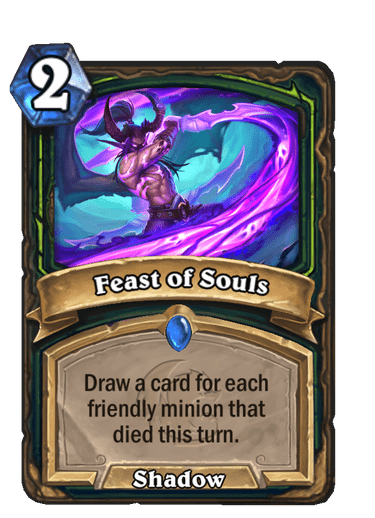 2
Feast of Souls
Draw a card for each
friendly minion that
died this turn.
Shadow